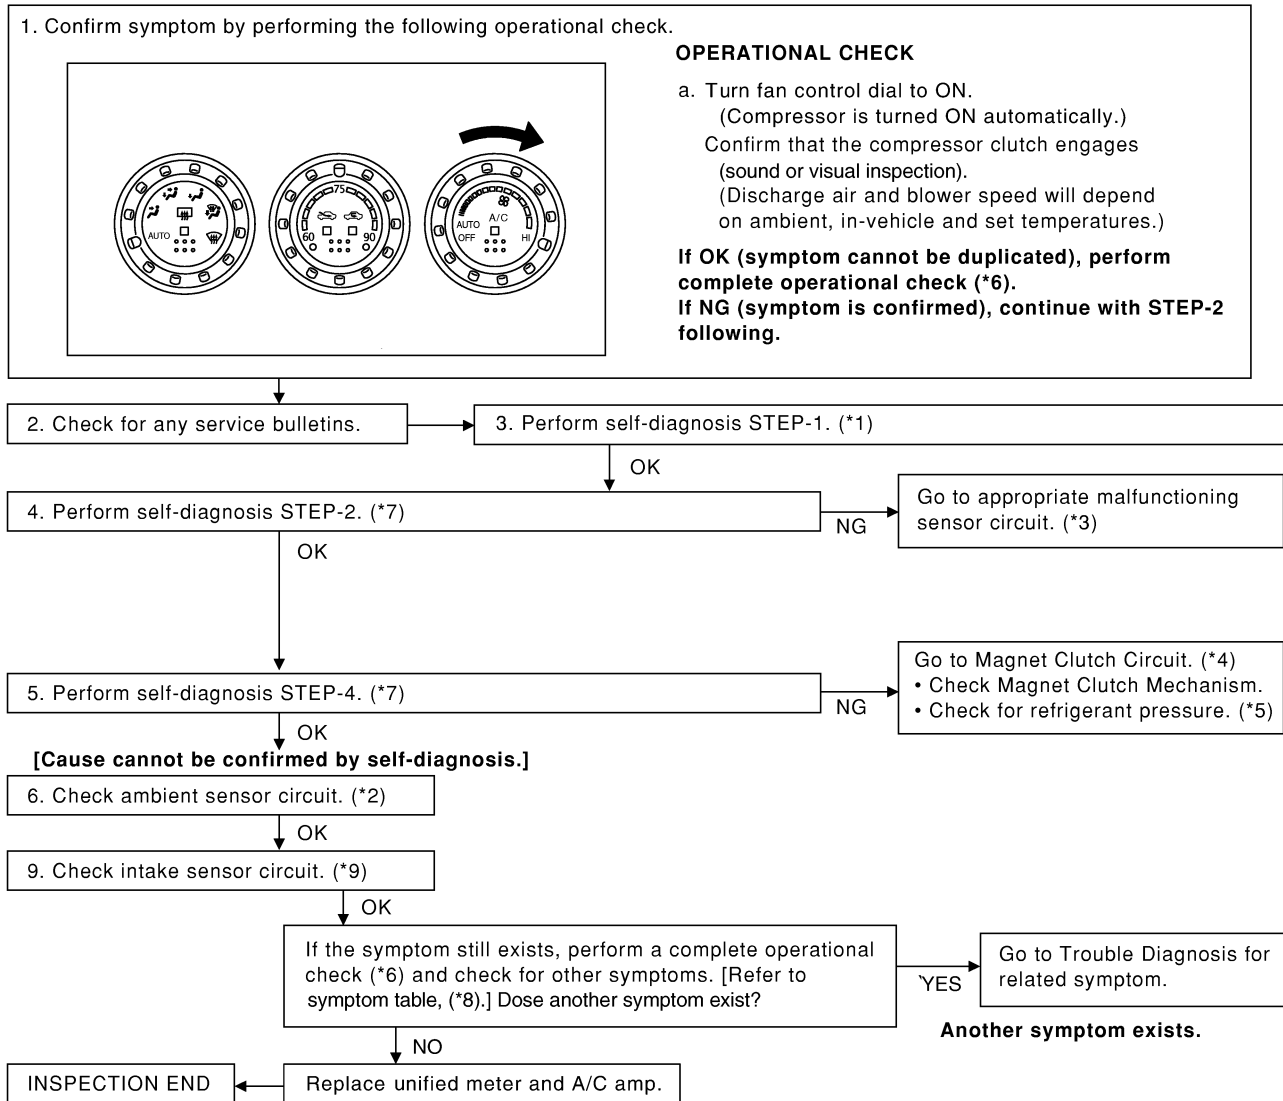 1. Confirm symptom by performing the following operational check.
75
60
90
AUTO
A/C
AUTO
OFF
HI
OPERATIONAL CHECK
a. Turn fan control dial to ON.
(Compressor is turned ON automatically.)
Confirm that the compressor clutch engages
(sound or visual inspection).
(Discharge air and blower speed will depend
on ambient, in-vehicle and set temperatures.)
If OK (symptom cannot be duplicated), perform
complete operational check (*6).
If NG (symptom is confirmed), continue with STEP-2
following.
2. Check for any service bulletins.
3. Perform self-diagnosis STEP-1. (*1)
OK
4. Perform self-diagnosis STEP-2. (*7)
NG
Go to appropriate malfunctioning
sensor circuit. (*3)
OK
5. Perform self-diagnosis STEP-4. (*7)
NG
Go to Magnet Clutch Circuit. (*4)
• Check Magnet Clutch Mechanism.
• Check for refrigerant pressure. (*5)
OK
[Cause cannot be confirmed by self-diagnosis.]
6. Check ambient sensor circuit. (*2)
OK
9. Check intake sensor circuit. (*9)
OK
If the symptom still exists, perform a complete operational
check (*6) and check for other symptoms. [Refer to
symptom table, (*8).] Dose another symptom exist?
YES
Go to Trouble Diagnosis for
related symptom.
Another symptom exists.
NO
Replace unified meter and A/C amp.
INSPECTION END